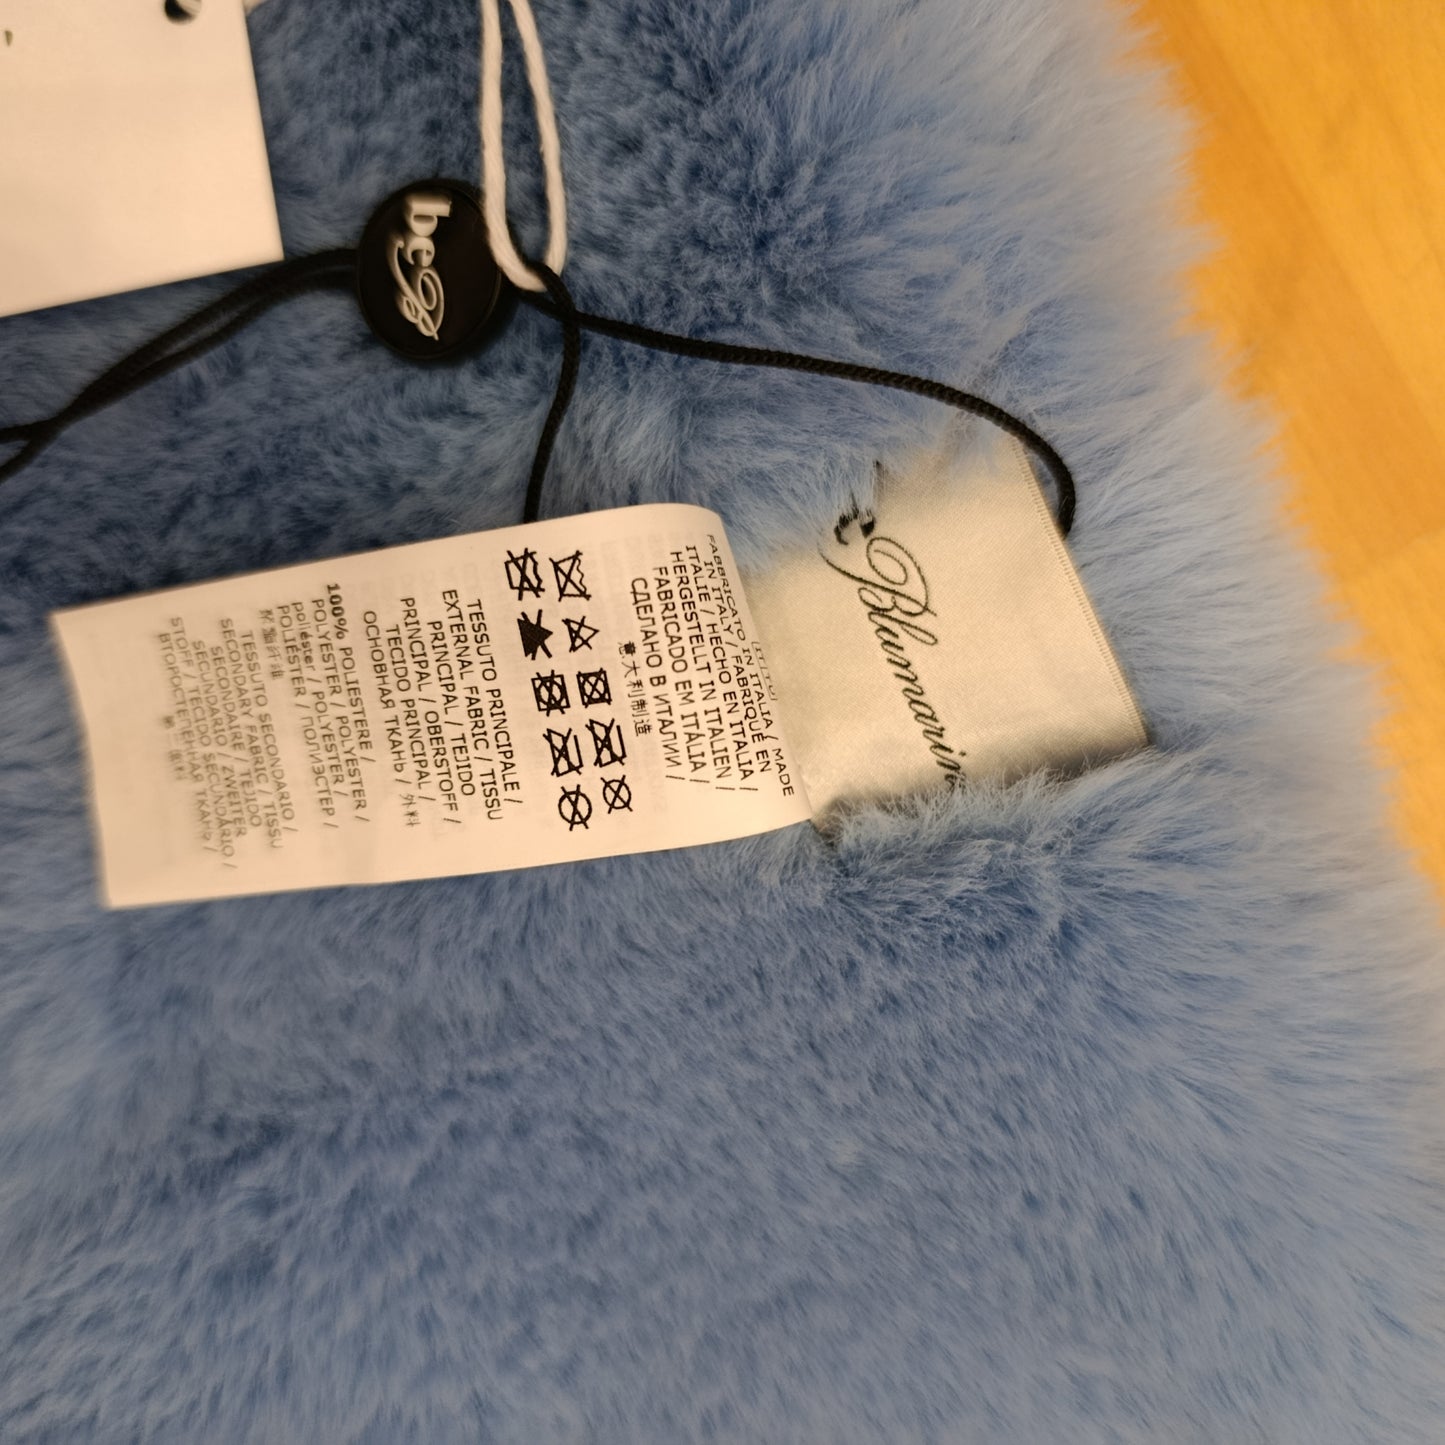 be B
Blumarin
FABBRICATO IN ITALIA / MADE
IN ITALY / FABRIQUÉ EN
ITALIE / HECHO EN ITALIA /
HERGESTELLT IN ITALIEN /
FABRICADO EM ITÁLIA /
СДЕЛАНО В ИТАЛИИ /
意大利制造
TESSUTO PRINCIPALE /
EXTERNAL FABRIC / TISSU
PRINCIPAL / TEJIDO
PRINCIPAL / OBERSTOFF /
TECIDO PRINCIPAL /
ОСНОВНАЯ ТКАНЬ / 外料
100% POLIESTERE /
POLYESTER / POLYESTER /
poliéster / POLYESTER /
POLIÉSTER / ПОЛИЭСТЕР /
聚酯纤维
TESSUTO SECONDARIO /
SECONDARY FABRIC / TISSU
SECONDAIRE / TEJIDO
SECUNDARIO / ZWEITER
STOFF / TECIDO SECUNDÁRIO /
ВТОРОСТЕПЕННАЯ ТКАНЬ /